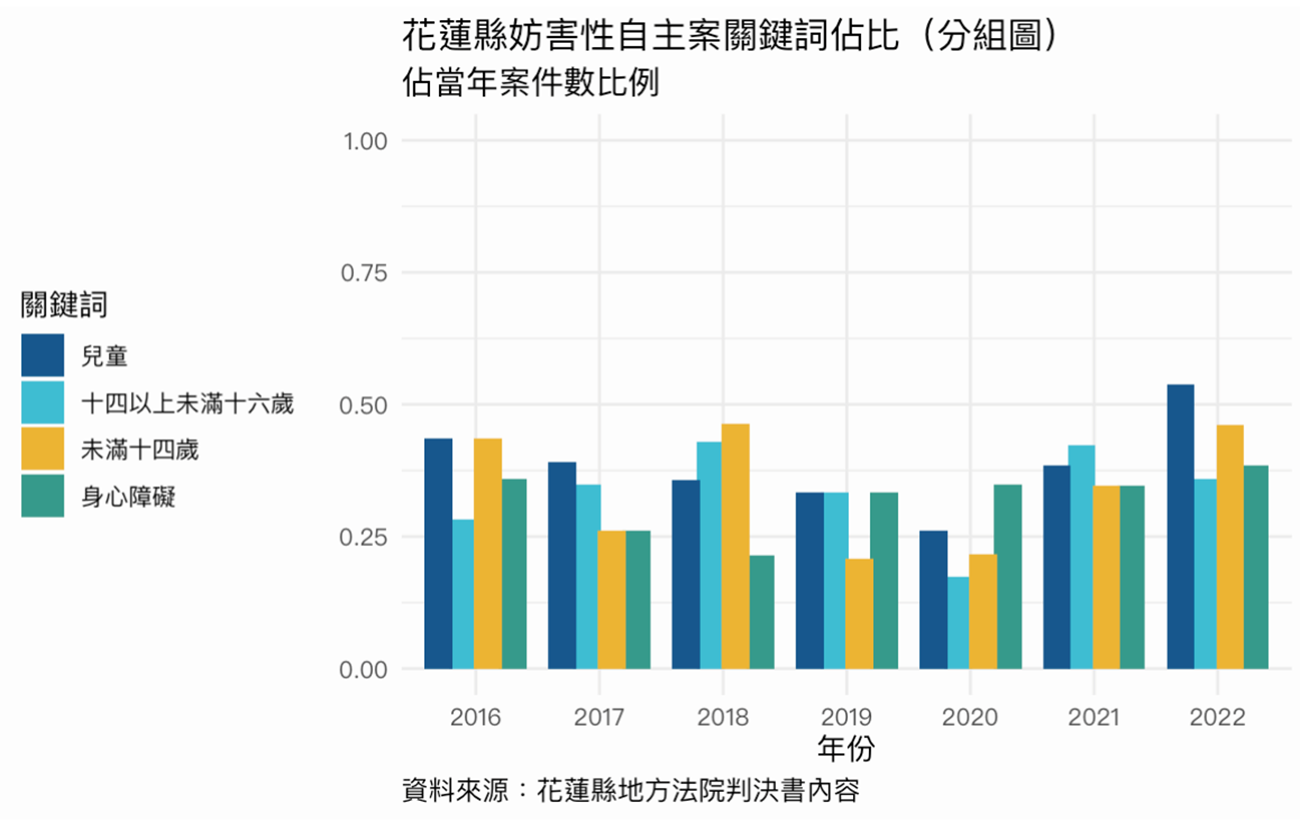 花蓮縣妨害性自主案關鍵詞佔比（分組圖）
佔當年案件數比例
關鍵詞
兒童
十四以上未滿十六歲
未滿十四歲
身心障礙
1.00
0.75
0.50
0.25
0.00
2016 2017 2018 2019 2020 2021 2022
年份
資料來源：花蓮縣地方法院判決書內容